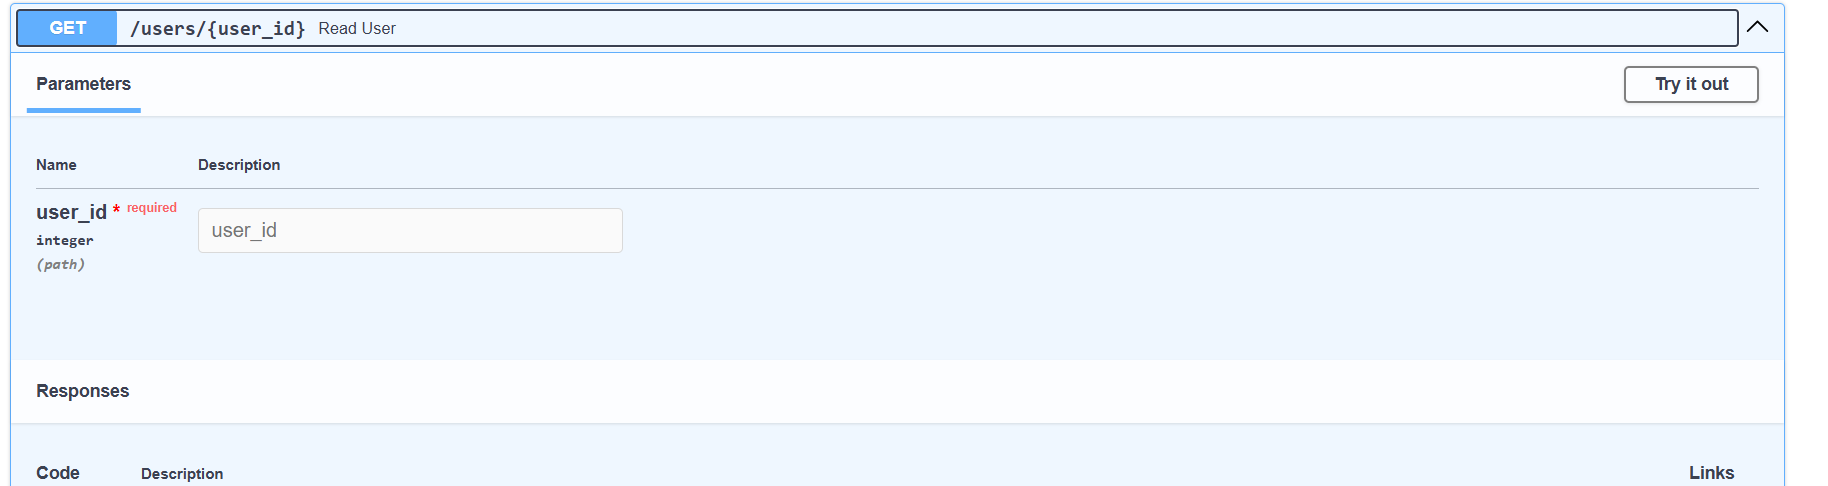 GET /users/{user_id} Read User
Parameters Try it out
Name Description
user_id * required
integer
(path)
user_id
Responses
Code Description Links